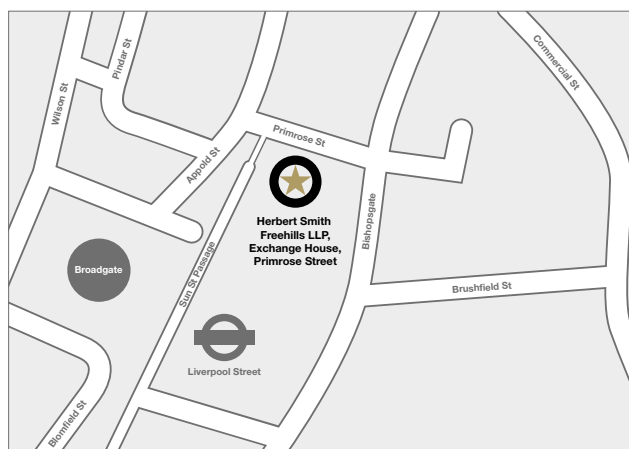 Wilson St
Pindar St
Commercial St
Primrose St
Appold St
Herbert Smith
Freehills LLP,
Exchange House,
Primrose Street
Bishopsgate
Broadgate
Sun St Passage
Brushfield St
Liverpool Street
Blomfield St